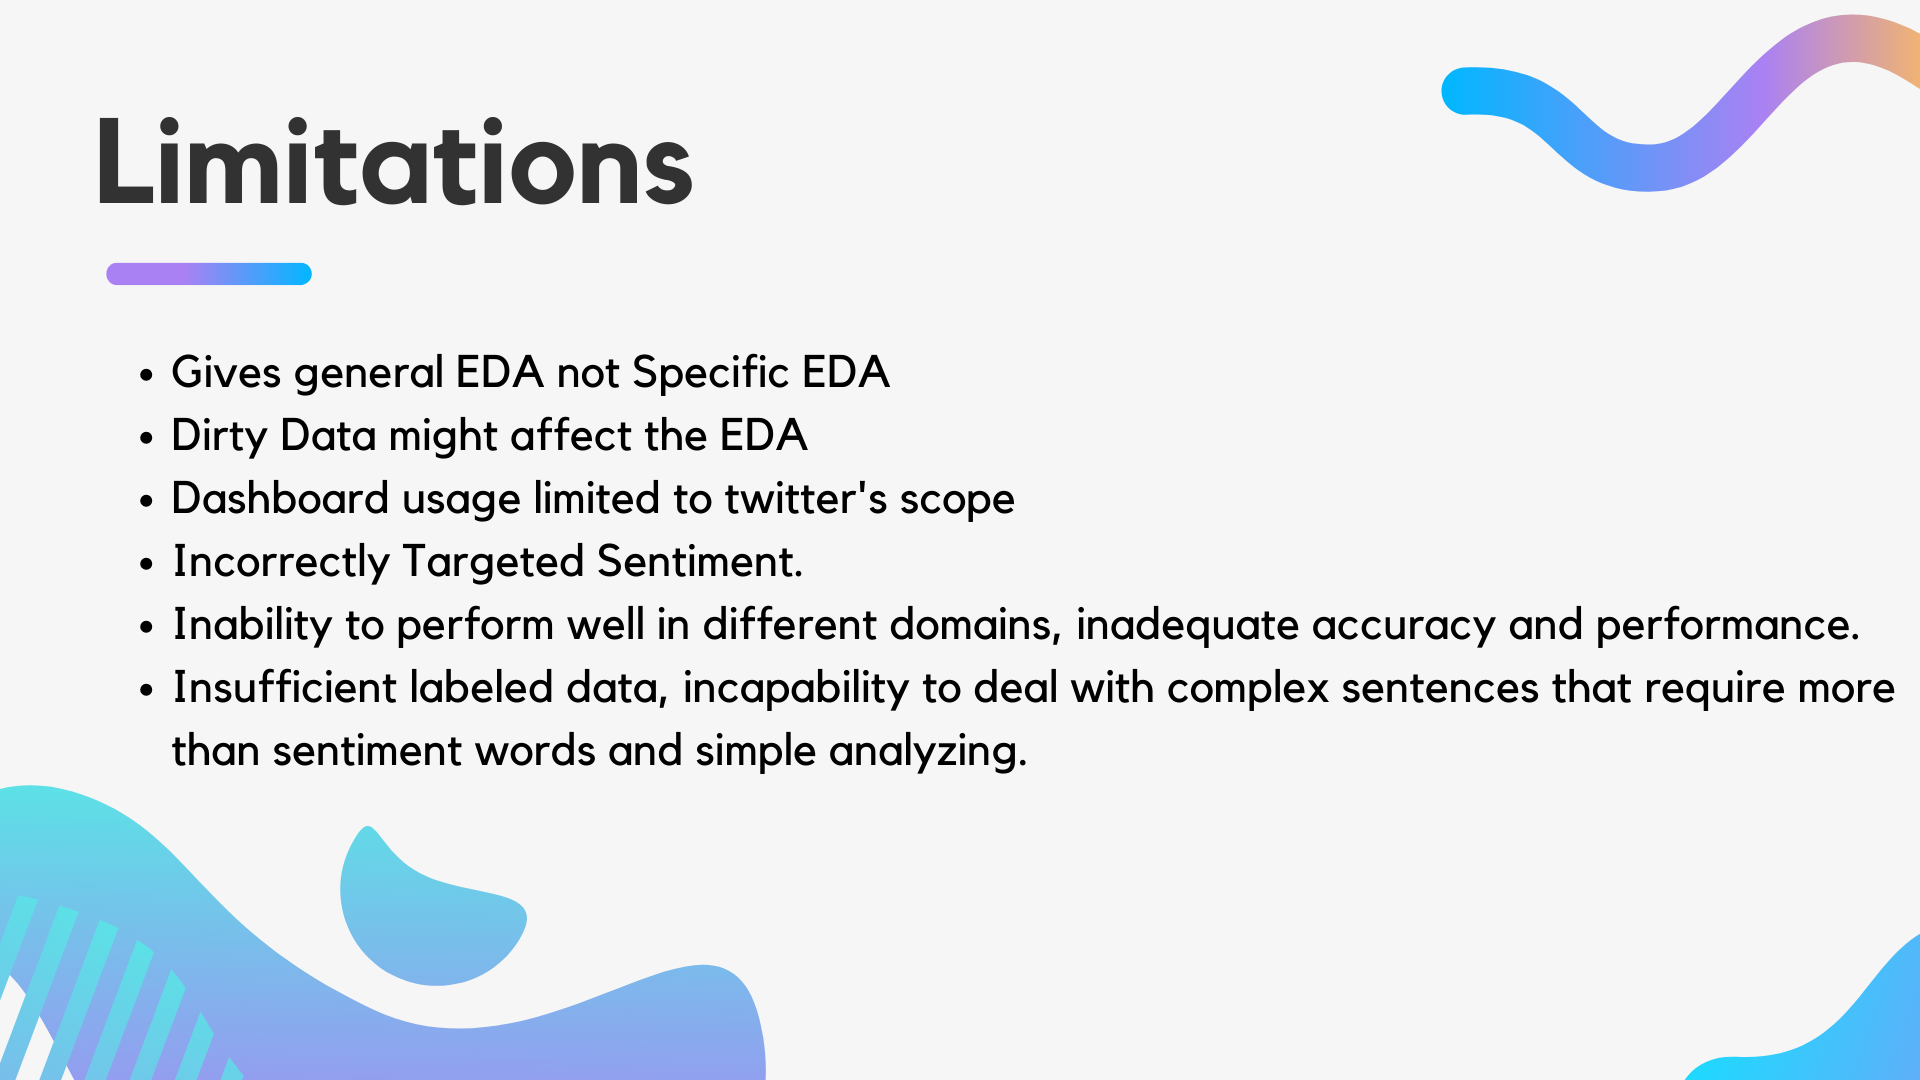 Limitations
• Gives general EDA not Specific EDA
• Dirty Data might affect the EDA
• Dashboard usage limited to twitter's scope
• Incorrectly Targeted Sentiment.
• Inability to perform well in different domains, inadequate accuracy and performance.
• Insufficient labeled data, incapability to deal with complex sentences that require more
than sentiment words and simple analyzing.